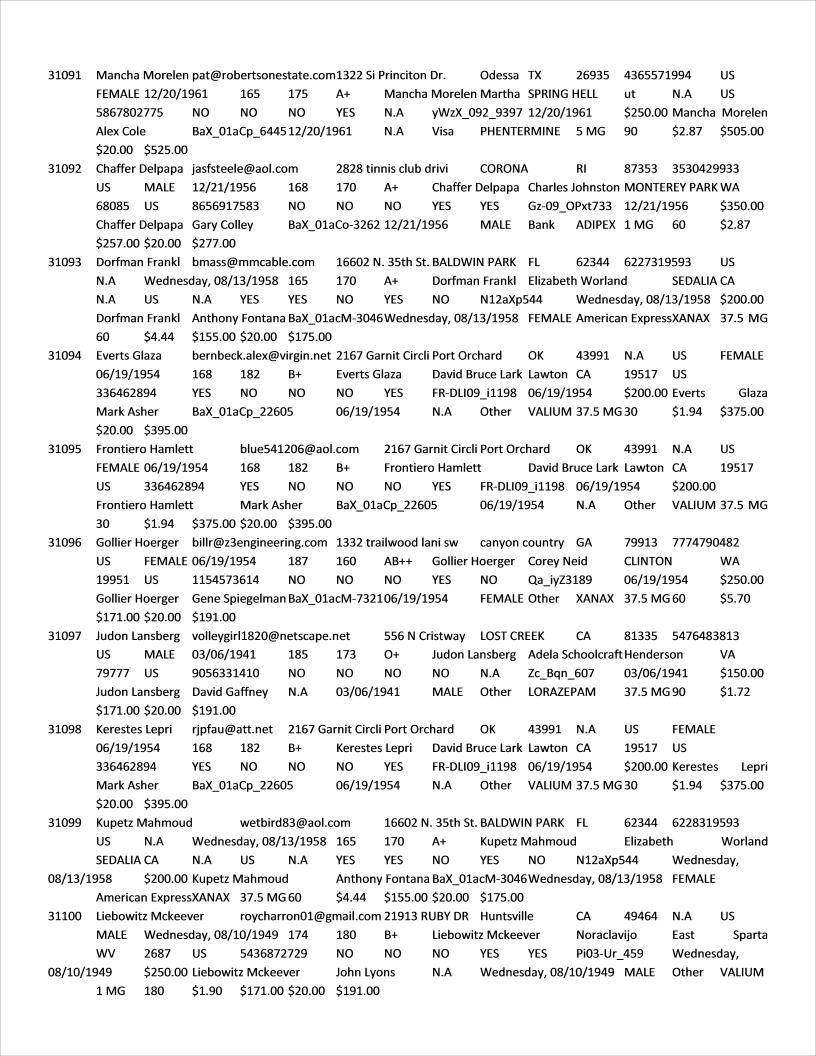 31091 Mancha Morelen pat@robertsonestate.com 1322 Si Princiton Dr. Odessa TX 26935 4365571994 US
FEMALE 12/20/1961 165 175 A+ Mancha Morelen Martha SPRING HELL ut N.A US
5867802775 NO NO NO YES N.A yWzX_092_9397 12/20/1961 $250.00 Mancha Morelen
Alex Cole BaX_01aCp_6445 12/20/1961 N.A Visa PHENTERMINE 5 MG 90 $2.87 $505.00
$20.00 $525.00
31092 Chaffer Delpapa jasfsteele@aol.com 2828 tinnis club drivi CORONA RI 87353 3530429933
US MALE 12/21/1956 168 170 A+ Chaffer Delpapa Charles Johnston MONTEREY PARK WA
68085 US 8656917583 NO NO NO YES YES Gz-09_OPxt733 12/21/1956 $350.00
Chaffer Delpapa Gary Colley BaX_01aCo-3262 12/21/1956 MALE Bank ADIPEX 1 MG 60 $2.87
$257.00 $20.00 $277.00
31093 Dorfman Frankl bmass@mmcable.com 16602 N. 35th St. BALDWIN PARK FL 62344 6227319593 US
N.A Wednesday, 08/13/1958 165 170 A+ Dorfman Frankl Elizabeth Worland SEDALIA CA
N.A US N.A YES YES NO YES NO N12aXp544 Wednesday, 08/13/1958 $200.00
Dorfman Frankl Anthony Fontana BaX_01acM-3046 Wednesday, 08/13/1958 FEMALE American Express XANAX 37.5 MG
60 $4.44 $155.00 $20.00 $175.00
31094 Everts Glaza bernbeck.alex@virgin.net 2167 Garnit Circli Port Orchard OK 43991 N.A US FEMALE
06/19/1954 168 182 B+ Everts Glaza David Bruce Lark Lawton CA 19517 US
336462894 YES NO NO NO YES FR-DLI09_i1198 06/19/1954 $200.00 Everts Glaza
Mark Asher BaX_01aCp_22605 06/19/1954 N.A Other VALIUM 37.5 MG 30 $1.94 $375.00
$20.00 $395.00
31095 Frontiero Hamlett blue541206@aol.com 2167 Garnit Circli Port Orchard OK 43991 N.A US
FEMALE 06/19/1954 168 182 B+ Frontiero Hamlett David Bruce Lark Lawton CA 19517
US 336462894 YES NO NO NO YES FR-DLI09_i1198 06/19/1954 $200.00
Frontiero Hamlett Mark Asher BaX_01aCp_22605 06/19/1954 N.A Other VALIUM 37.5 MG
30 $1.94 $375.00 $20.00 $395.00
31096 Gollier Hoerger billr@z3engineering.com 1332 trailwood lani sw canyon country GA 79913 7774790482
US FEMALE 06/19/1954 187 160 AB++ Gollier Hoerger Corey Neid CLINTON WA
19951 US 1154573614 NO NO NO YES NO Qa_iyZ3189 06/19/1954 $250.00
Gollier Hoerger Gene Spiegelman BaX_01acM-7321 06/19/1954 FEMALE Other XANAX 37.5 MG 60 $5.70
$171.00 $20.00 $191.00
31097 Judon Lansberg volleygirl1820@netscape.net 556 N Cristway LOST CREEK CA 81335 5476483813
US MALE 03/06/1941 185 173 O+ Judon Lansberg Adela Schoolcraft Henderson VA
79777 US 9056331410 NO NO NO NO N.A Zc_Bqn_607 03/06/1941 $150.00
Judon Lansberg David Gaffney N.A 03/06/1941 MALE Other LORAZEPAM 37.5 MG 90 $1.72
$171.00 $20.00 $191.00
31098 Kerestes Lepri rjpfau@att.net 2167 Garnit Circli Port Orchard OK 43991 N.A US FEMALE
06/19/1954 168 182 B+ Kerestes Lepri David Bruce Lark Lawton CA 19517 US
336462894 YES NO NO NO YES FR-DLI09_i1198 06/19/1954 $200.00 Kerestes Lepri
Mark Asher BaX_01aCp_22605 06/19/1954 N.A Other VALIUM 37.5 MG 30 $1.94 $375.00
$20.00 $395.00
31099 Kupetz Mahmoud wetbird83@aol.com 16602 N. 35th St. BALDWIN PARK FL 62344 6228319593
US N.A Wednesday, 08/13/1958 165 170 A+ Kupetz Mahmoud Elizabeth Worland
SEDALIA CA N.A US N.A YES YES NO YES NO N12aXp544 Wednesday,
08/13/1958 $200.00 Kupetz Mahmoud Anthony Fontana BaX_01acM-3046 Wednesday, 08/13/1958 FEMALE
American Express XANAX 37.5 MG 60 $4.44 $155.00 $20.00 $175.00
31100 Liebowitz Mckeever roycharron01@gmail.com 21913 RUBY DR Huntsville CA 49464 N.A US
MALE Wednesday, 08/10/1949 174 180 B+ Liebowitz Mckeever Noraclavijo East Sparta
WV 2687 US 5436872729 NO NO NO YES YES Pi03-Ur_459 Wednesday,
08/10/1949 $250.00 Liebowitz Mckeever John Lyons N.A Wednesday, 08/10/1949 MALE Other VALIUM
1 MG 180 $1.90 $171.00 $20.00 $191.00